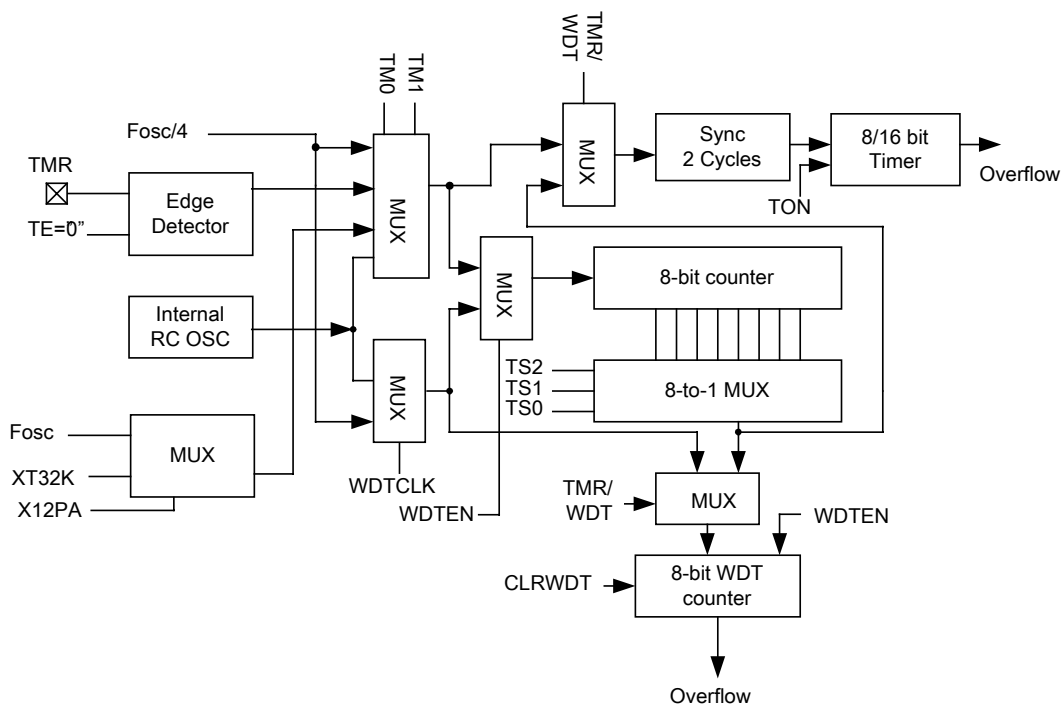 TM0
TM1
TMR/
WDT
Fosc/4
TMR
TE="0"
Edge
Detector
MUX
MUX
Sync
2 Cycles
8/16 bit
Timer
Overflow
TON
Internal
RC OSC
MUX
MUX
8-bit counter
TS2
TS1
TS0
8-to-1 MUX
Fosc
XT32K
X12PA
MUX
WDTCLK
WDTEN
TMR/
WDT
MUX
WDTEN
CLRWDT
8-bit WDT
counter
Overflow